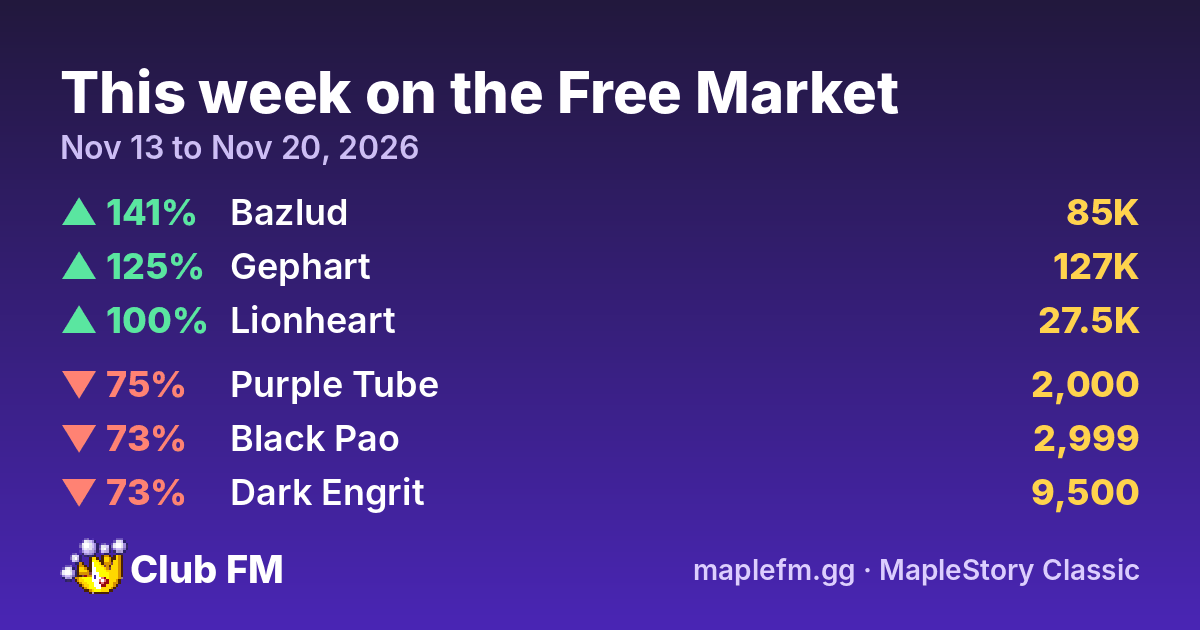 This week on the Free Market
Nov 13 to Nov 20, 2026
▲ 141% Bazlud 85K
▲ 125% Gephart 127K
▲ 100% Lionheart 27.5K
▼ 75% Purple Tube 2,000
▼ 73% Black Pao 2,999
▼ 73% Dark Engrit 9,500
Club FM maplefm.gg · MapleStory Classic